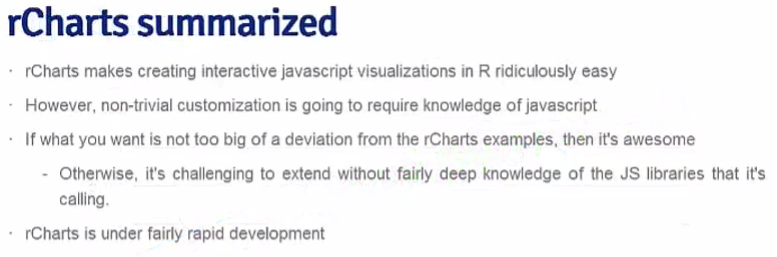 rCharts summarized
· rCharts makes creating interactive javascript visualizations in R ridiculously easy
· However, non-trivial customization is going to require knowledge of javascript
· If what you want is not too big of a deviation from the rCharts examples, then it's awesome
- Otherwise, it's challenging to extend without fairly deep knowledge of the JS libraries that it's
calling.
· rCharts is under fairly rapid development